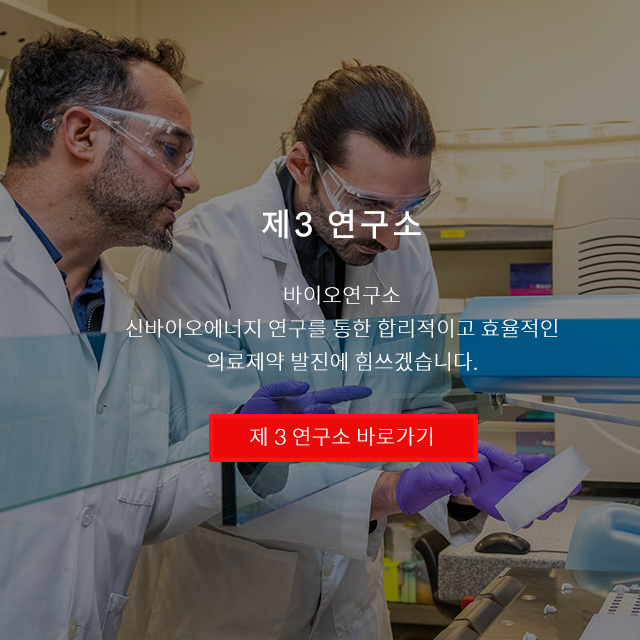 제3 연구소
바이오연구소
신바이오에너지 연구를 통한 합리적이고 효율적인
의료제약 발진에 힘쓰겠습니다.
제 3 연구소 바로가기